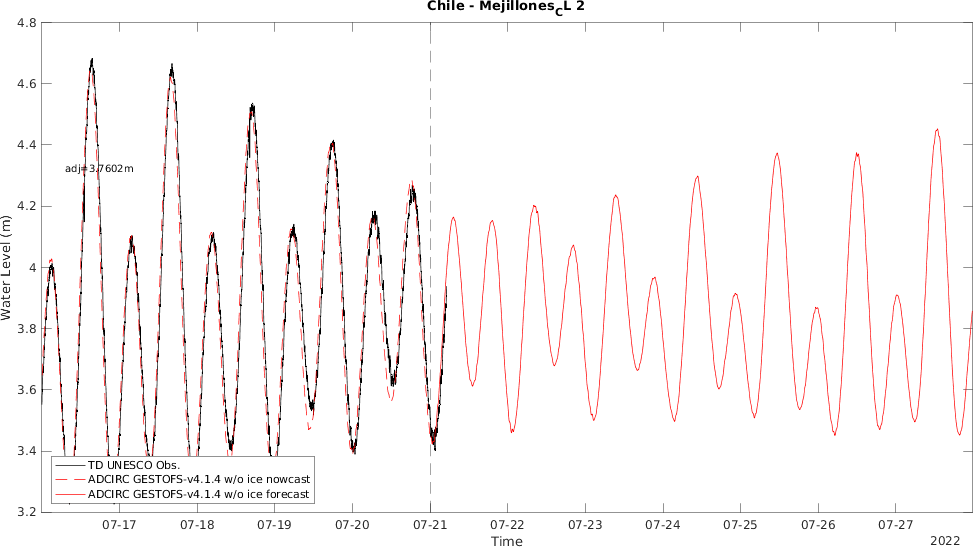 Chile - Mejillones_CL 2
4.8
4.6
4.4
adj=3.7602m
4.2
4
3.8
3.6
3.4
3.2
Water Level (m)
TD UNESCO Obs.
ADCIRC GESTOFS-v4.1.4 w/o ice nowcast
ADCIRC GESTOFS-v4.1.4 w/o ice forecast
07-17 07-18 07-19 07-20 07-21 07-22 07-23 07-24 07-25 07-26 07-27
Time
2022